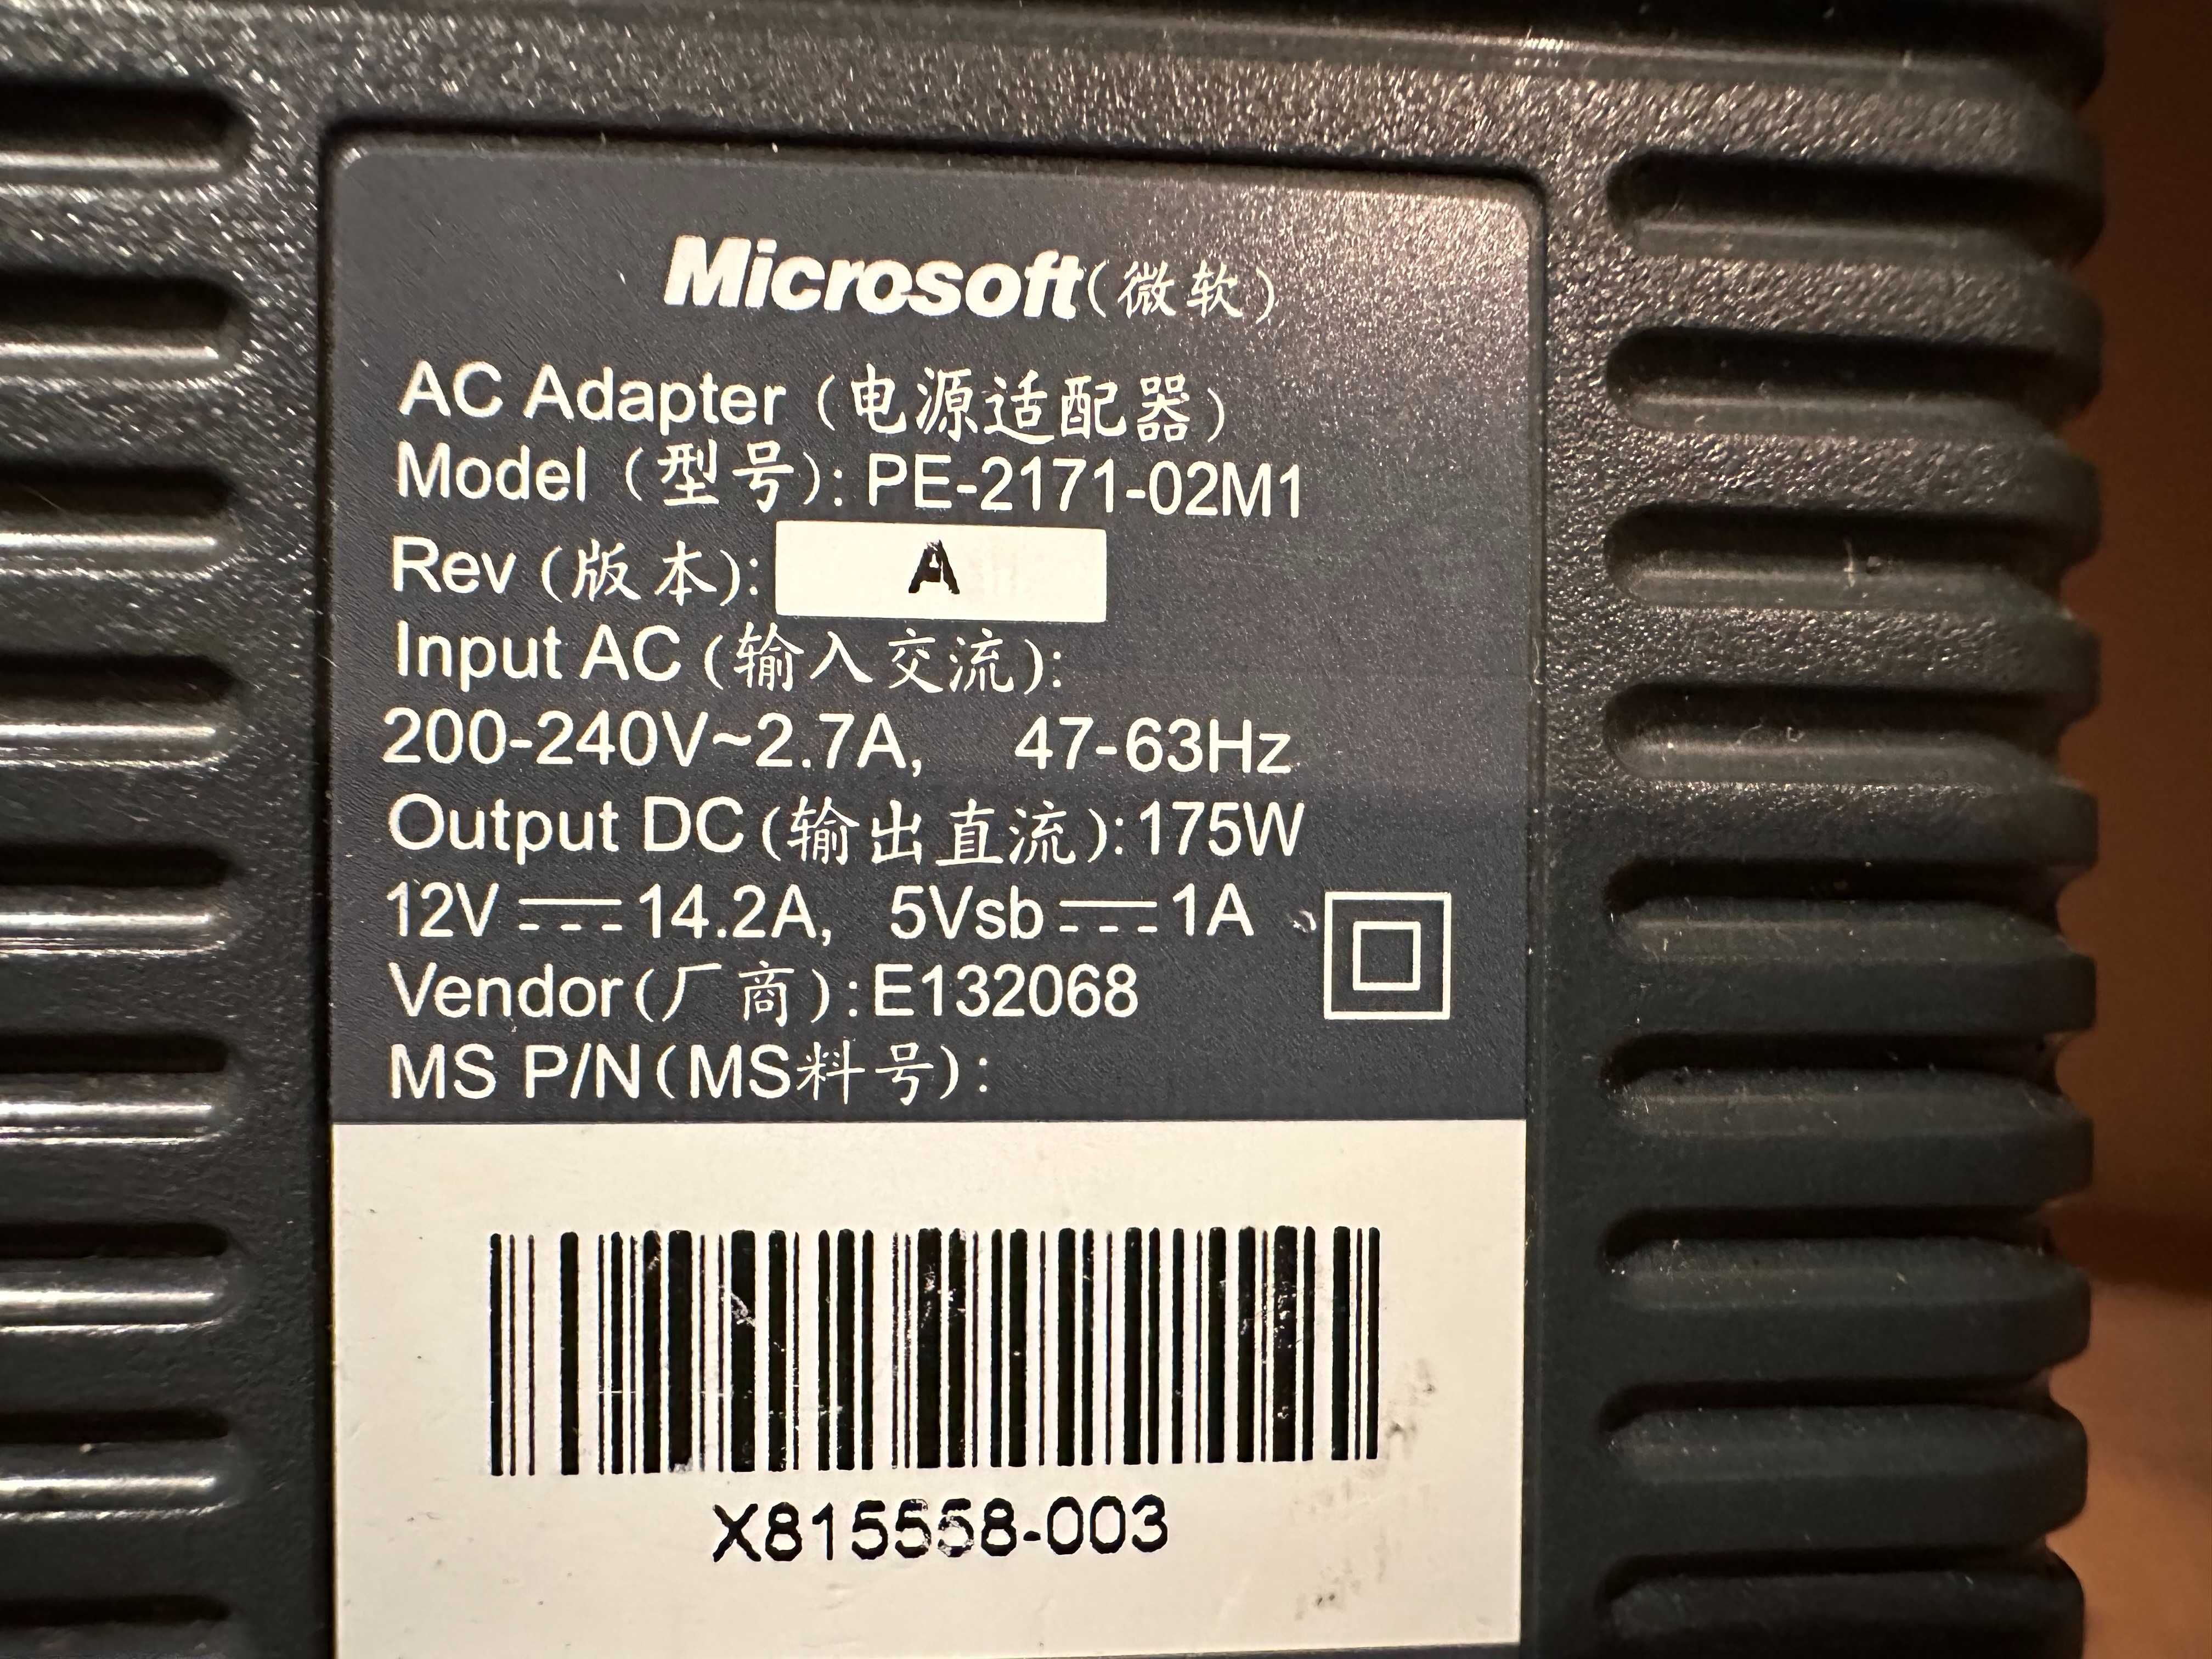 Microsoft(微软)
AC Adapter (电源适配器)
Model (型号): PE-2171-02M1
Rev (版本): A
Input AC (输入交流):
200-240V~2.7A, 47-63Hz
Output DC (输出直流):175W
12V⎓14.2A, 5Vsb⎓1A
Vendor(厂商):E132068
MS P/N(MS料号):
X815558-003